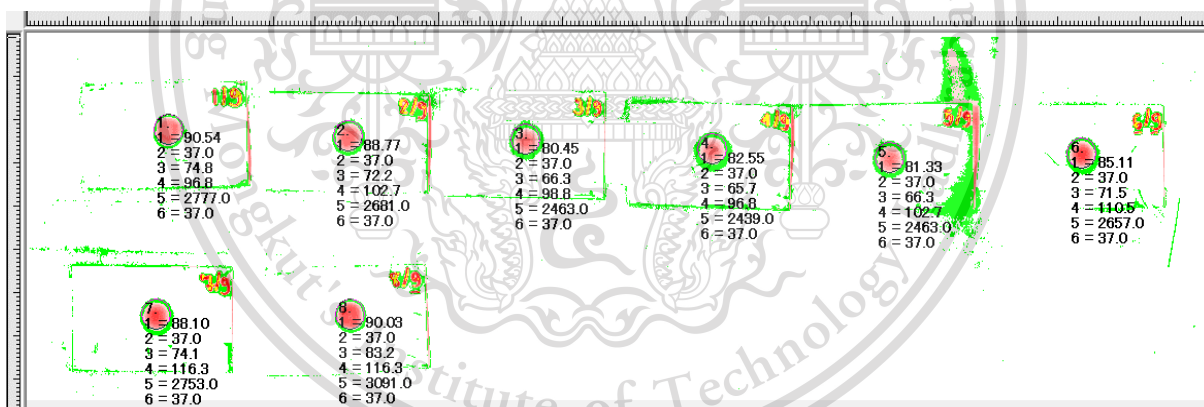 1.
1 = 90.54
2 = 37.0
3 = 74.8
4 = 96.8
5 = 2777.0
6 = 37.0
2.
1 = 88.77
2 = 37.0
3 = 72.2
4 = 102.7
5 = 2681.0
6 = 37.0
3.
1 = 80.45
2 = 37.0
3 = 66.3
4 = 98.8
5 = 2463.0
6 = 37.0
4.
1 = 82.55
2 = 37.0
3 = 65.7
4 = 96.8
5 = 2439.0
6 = 37.0
5.
1 = 81.33
2 = 37.0
3 = 66.3
4 = 102.7
5 = 2463.0
6 = 37.0
6.
1 = 85.11
2 = 37.0
3 = 71.5
4 = 110.5
5 = 2657.0
6 = 37.0
7.
1 = 88.10
2 = 37.0
3 = 74.1
4 = 116.3
5 = 2753.0
6 = 37.0
8.
1 = 90.03
2 = 37.0
3 = 83.2
4 = 116.3
5 = 3091.0
6 = 37.0
of Technology